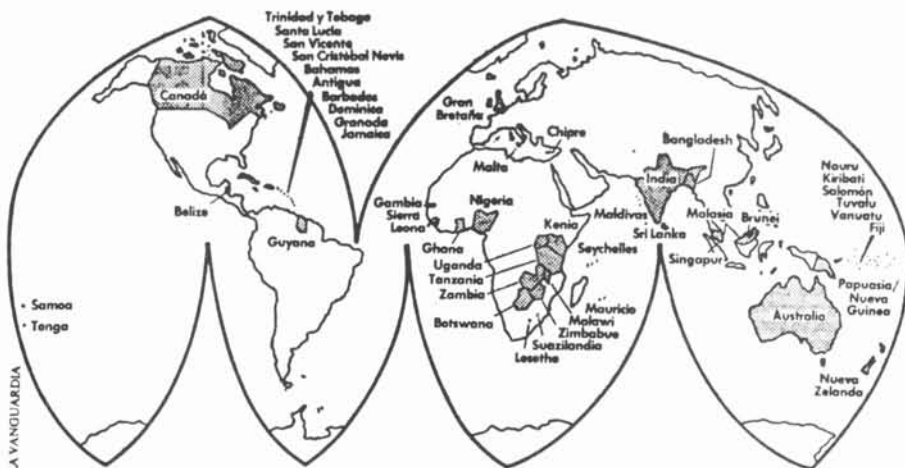 Trinidad y Tobago
Santa Lucía
San Vicente
San Cristóbal Nevis
Bahamas
Antigua
Barbados
Dominica
Granada
Jamaica
Canadá
Belize
Guyana
Samoa
Tonga
Gran
Bretaña
Chipre
Malta
Gambia
Sierra
Leona
Ghana
Nigeria
Uganda
Tanzania
Zambia
Botswana
Kenia
Seychelles
Mauricio
Malawi
Zimbabue
Suazilandia
Lesotho
Bangladesh
India
Maldivas
Sri Lanka
Malasia
Brunei
Singapur
Nauru
Kiribati
Salomón
Tuvatu
Vanuatu
Fiji
Papuasia/
Nueva
Guinea
Australia
Nueva
Zelanda
LA VANGUARDIA